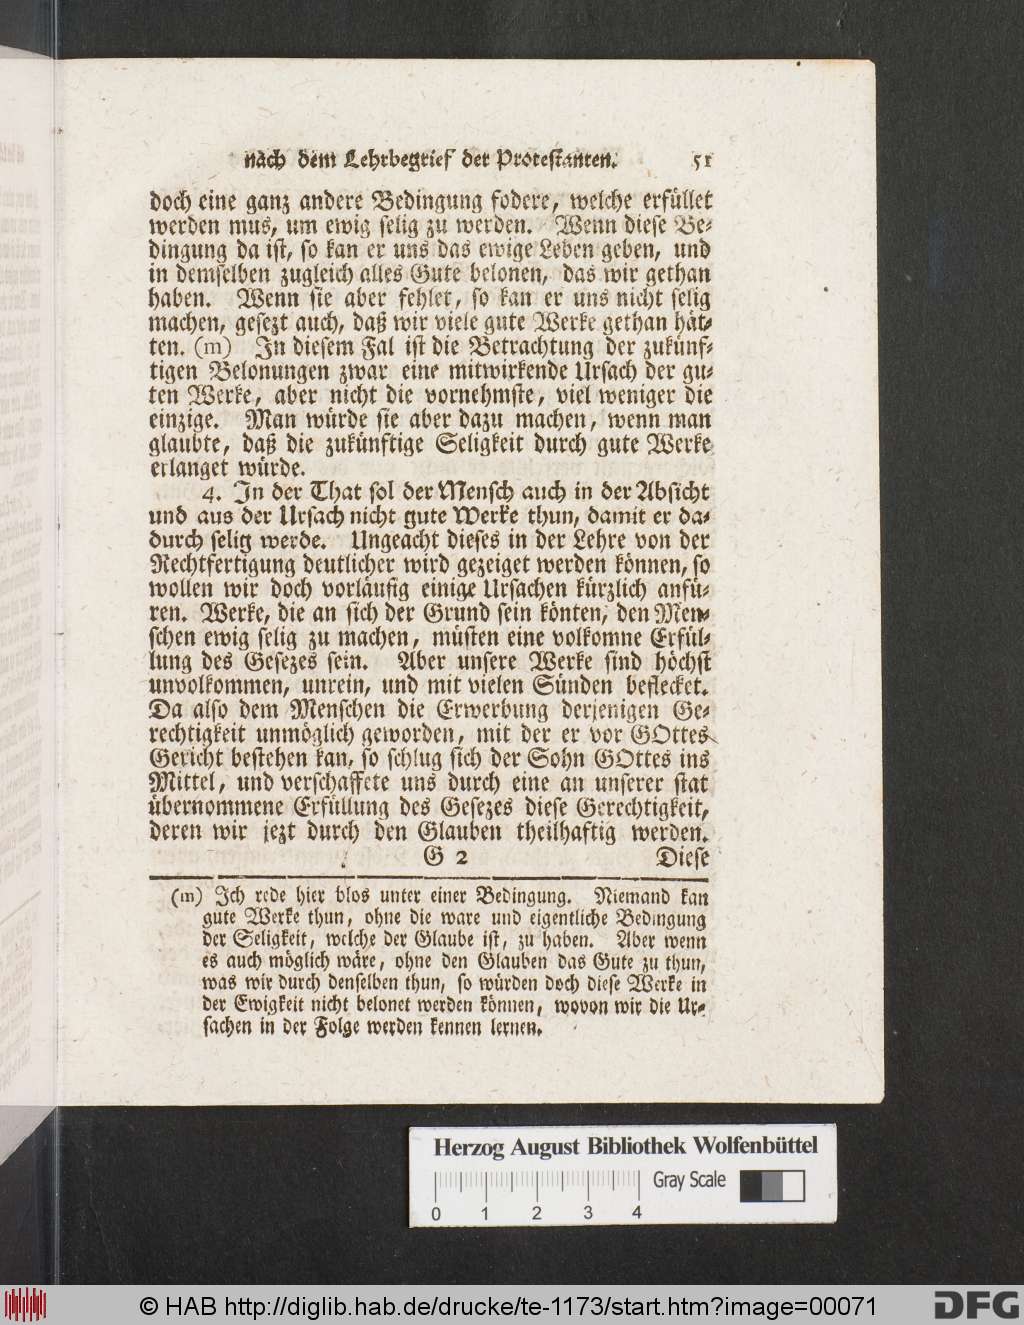 nach dem Lehrbegrief der Protestanten. 51
doch eine ganz andere Bedingung fodere, welche erfüllet
werden mus, um ewig selig zu werden. Wenn diese Be-
dingung da ist, so kan er uns das ewige Leben geben, und
in demselben zugleich alles Gute belonen, das wir gethan
haben. Wenn sie aber fehlet, so kan er uns nicht selig
machen, gesezt auch, daß wir viele gute Werke gethan hät-
ten. (m) In diesem Fal ist die Betrachtung der zukünf-
tigen Belonungen zwar eine mitwirkende Ursach der gu-
ten Werke, aber nicht die vornehmste, viel weniger die
einzige. Man würde sie aber dazu machen, wenn man
glaubte, daß die zukünftige Seligkeit durch gute Werke
erlanget würde.
4. In der That sol der Mensch auch in der Absicht
und aus der Ursach nicht gute Werke thun, damit er da-
durch selig werde. Ungeacht dieses in der Lehre von der
Rechtfertigung deutlicher wird gezeiget werden können, so
wollen wir doch vorläufig einige Ursachen kürzlich anfü-
ren. Werke, die an sich der Grund sein könten, den Men-
schen ewig selig zu machen, müsten eine volkomne Erfül-
lung des Gesezes sein. Aber unsere Werke sind höchst
unvolkommen, unrein, und mit vielen Sünden beflecket.
Da also dem Menschen die Erwerbung derjenigen Ge-
rechtigkeit unmöglich geworden, mit der er vor GOttes
Gericht bestehen kan, so schlug sich der Sohn GOttes ins
Mittel, und verschaffete uns durch eine an unserer stat
übernommene Erfüllung des Gesezes diese Gerechtigkeit,
deren wir jezt durch den Glauben theilhaftig werden.
G 2 Diese
(m) Ich rede hier blos unter einer Bedingung. Niemand kan
gute Werke thun, ohne die ware und eigentliche Bedingung
der Seligkeit, welche der Glaube ist, zu haben. Aber wenn
es auch möglich wäre, ohne den Glauben das Gute zu thun,
was wir durch denselben thun, so würden doch diese Werke in
der Ewigkeit nicht belonet werden können, wovon wir die Ur-
sachen in der Folge werden kennen lernen.
Herzog August Bibliothek Wolfenbüttel
Gray Scale
0 1 2 3 4
© HAB http://diglib.hab.de/drucke/te-1173/start.htm?image=00071
DFG